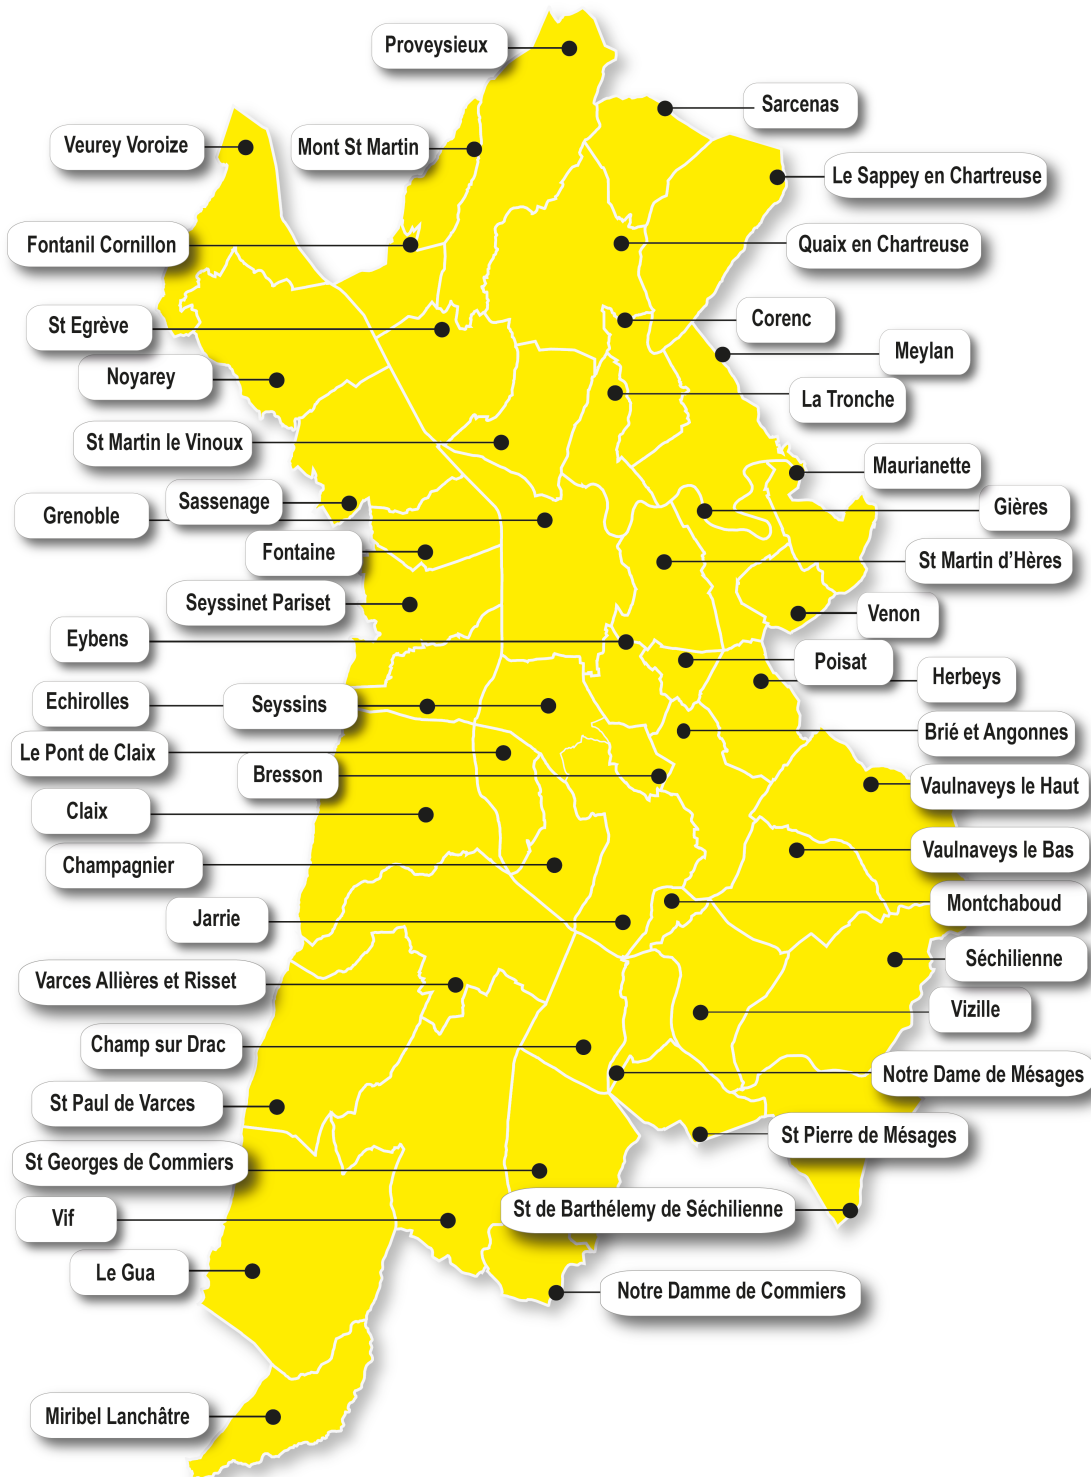 Proveysieux
Sarcenas
Veurey Voroize
Mont St Martin
Le Sappey en Chartreuse
Fontanil Cornillon
Quaix en Chartreuse
St Egrève
Corenc
Meylan
Noyarey
La Tronche
St Martin le Vinoux
Maurianette
Sassenage
Grenoble
Gières
Fontaine
St Martin d'Hères
Seyssinet Pariset
Venon
Eybens
Poisat
Herbeys
Echirolles
Seyssins
Brié et Angonnes
Le Pont de Claix
Bresson
Vaulnaveys le Haut
Claix
Vaulnaveys le Bas
Champagnier
Montchaboud
Jarrie
Séchilienne
Varces Allières et Risset
Vizille
Champ sur Drac
Notre Dame de Mésages
St Paul de Varces
St Pierre de Mésages
St Georges de Commiers
St de Barthélemy de Séchilienne
Vif
Le Gua
Notre Damme de Commiers
Miribel Lanchâtre